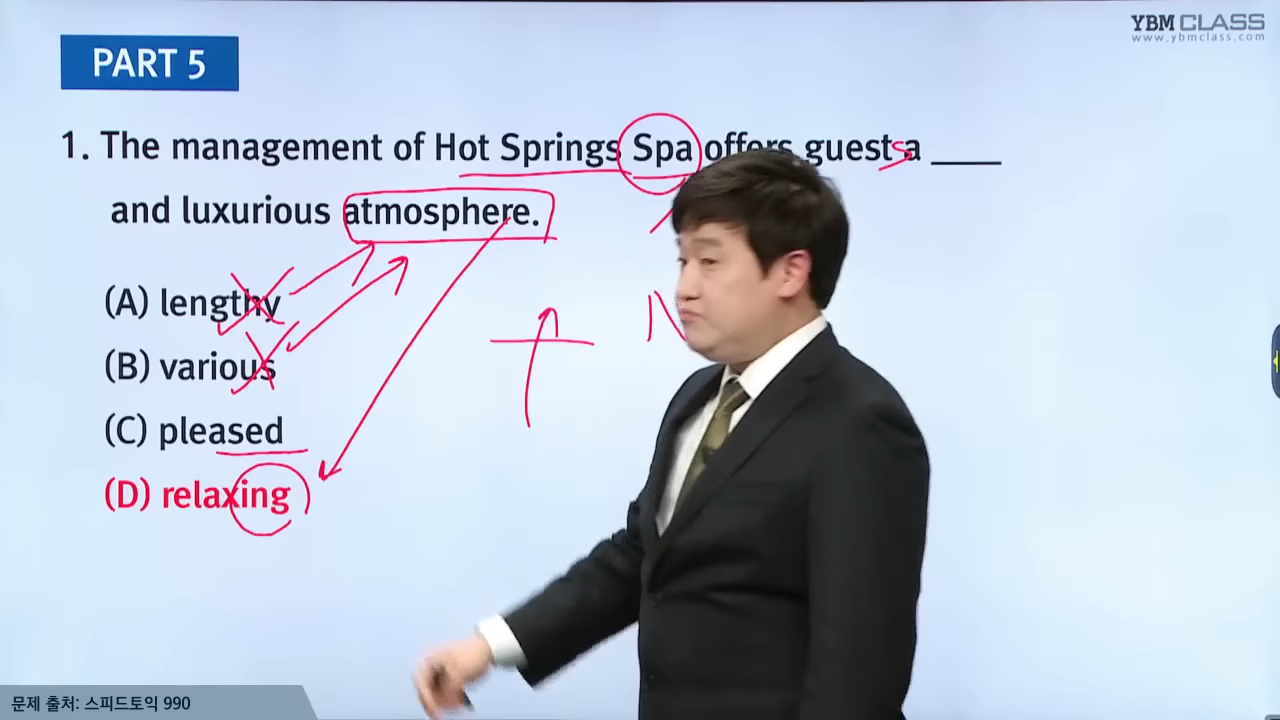 YBM CLASS
www.ybmclass.com
PART 5
1. The management of Hot Springs Spa offers guests a ____
and luxurious atmosphere.
(A) lengthy
(B) various
(C) pleased
(D) relaxing
문제 출처: 스피드토익 990